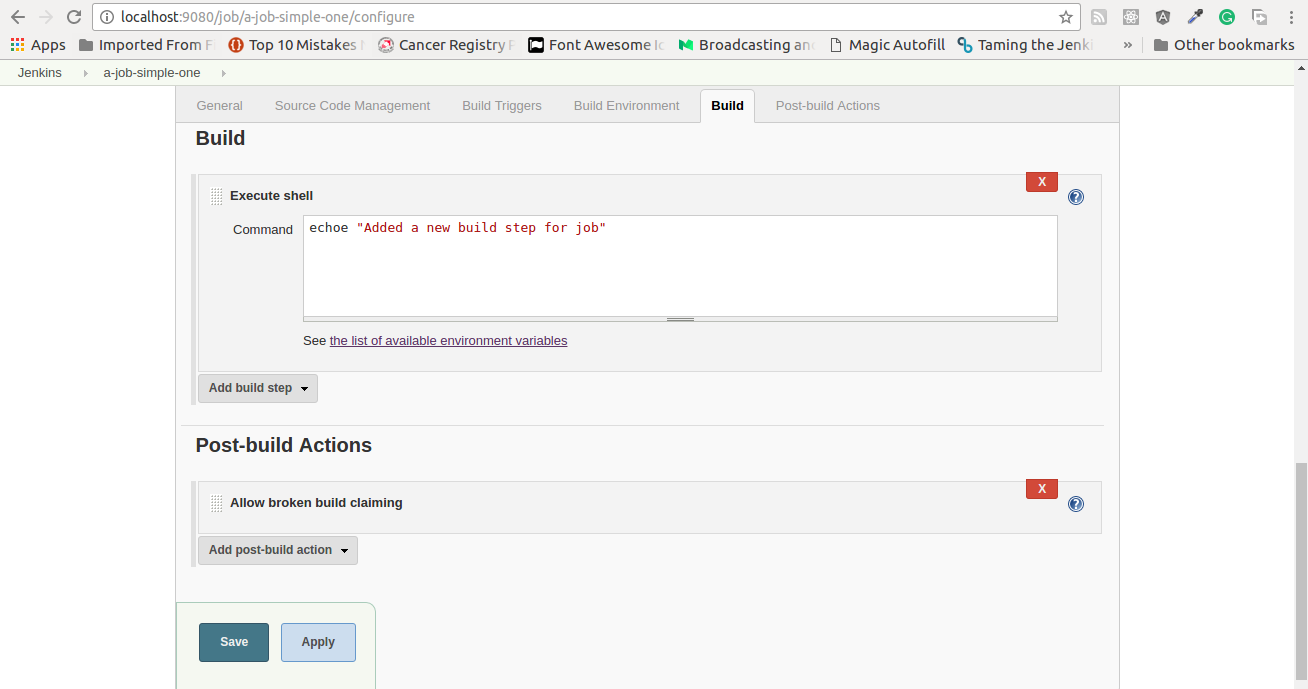 localhost:9080/job/a-job-simple-one/configure
Apps Imported From F Top 10 Mistakes Cancer Registry P Font Awesome Ic Broadcasting and Magic Autofill Taming the Jenki » Other bookmarks
Jenkins a-job-simple-one
General Source Code Management Build Triggers Build Environment Build Post-build Actions
Build
X
Execute shell ?
Command echoe "Added a new build step for job"
See the list of available environment variables
Add build step
Post-build Actions
X
Allow broken build claiming ?
Add post-build action
Save Apply